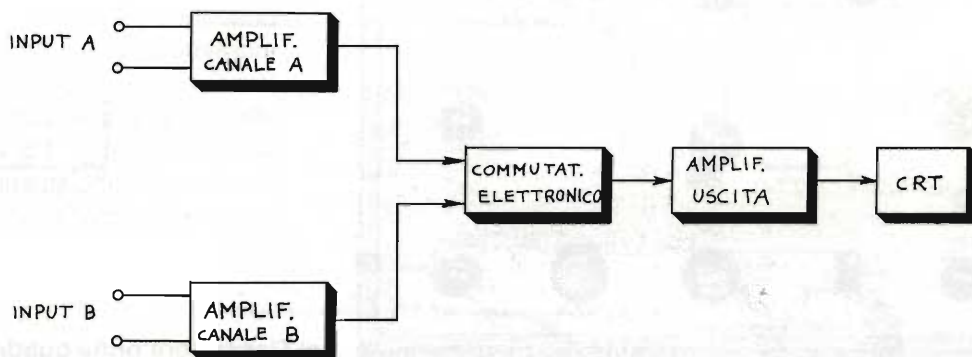 INPUT A
AMPLIF.
CANALE A
COMMUTAT.
ELETTRONICO
AMPLIF.
USCITA
CRT
INPUT B
AMPLIF.
CANALE B